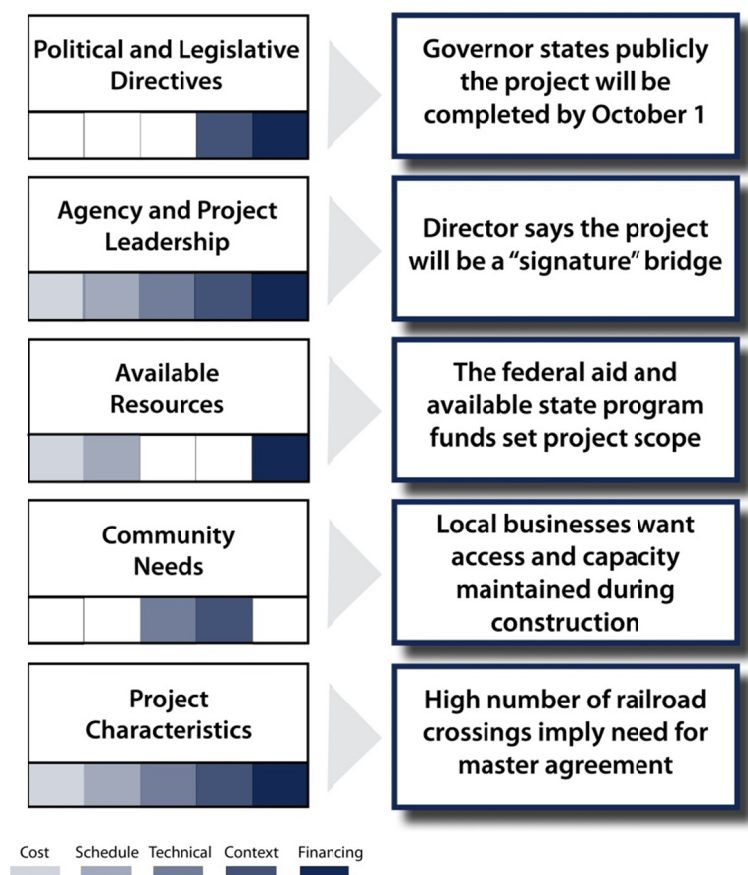 Political and Legislative
Directives
Governor states publicly
the project will be
completed by October 1
Agency and Project
Leadership
Director says the project
will be a “signature” bridge
Available
Resources
The federal aid and
available state program
funds set project scope
Community
Needs
Local businesses want
access and capacity
maintained during
construction
Project
Characteristics
High number of railroad
crossings imply need for
master agreement
Cost Schedule Technical Context Financing